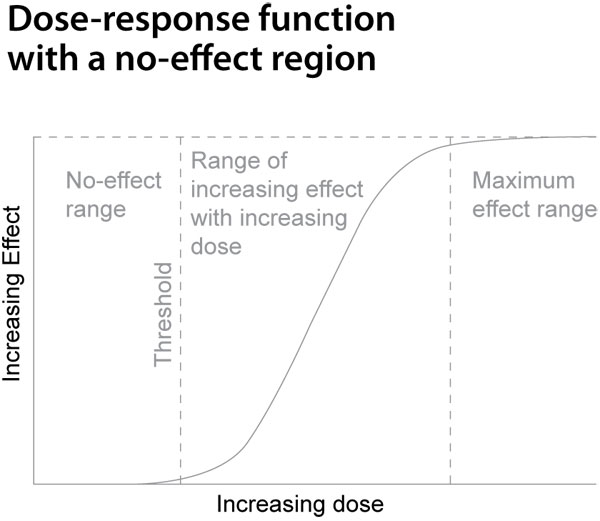 Dose-response function
with a no-effect region
No-effect
range
Range of
increasing effect
with increasing
dose
Maximum
effect range
Threshold
Increasing Effect
Increasing dose